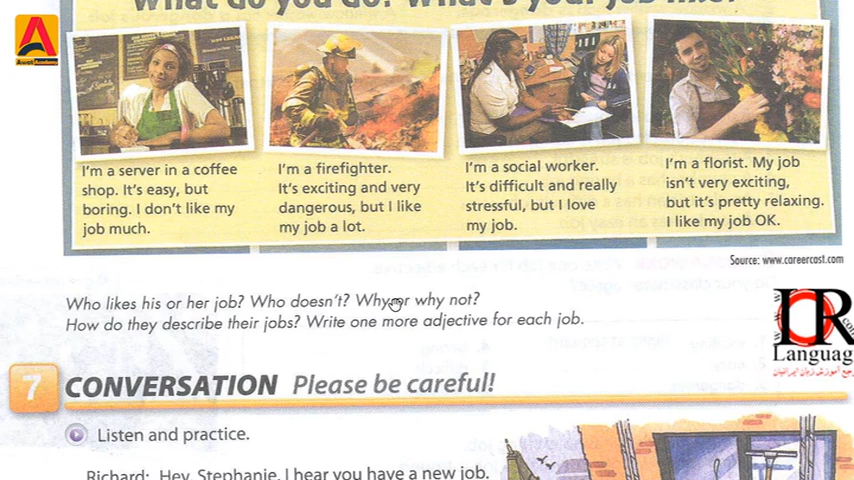 What do you do? What's your job like?
I'm a server in a coffee
shop. It's easy, but
boring. I don't like my
job much.
I'm a firefighter.
It's exciting and very
dangerous, but I like
my job a lot.
I'm a social worker.
It's difficult and really
stressful, but I love
my job.
I'm a florist. My job
isn't very exciting,
but it's pretty relaxing.
I like my job OK.
Source: www.careercast.com
Who likes his or her job? Who doesn't? Why or why not?
How do they describe their jobs? Write one more adjective for each job.
7 CONVERSATION Please be careful!
Listen and practice.
Richard: Hey, Stephanie. I hear you have a new job.
IR
Language